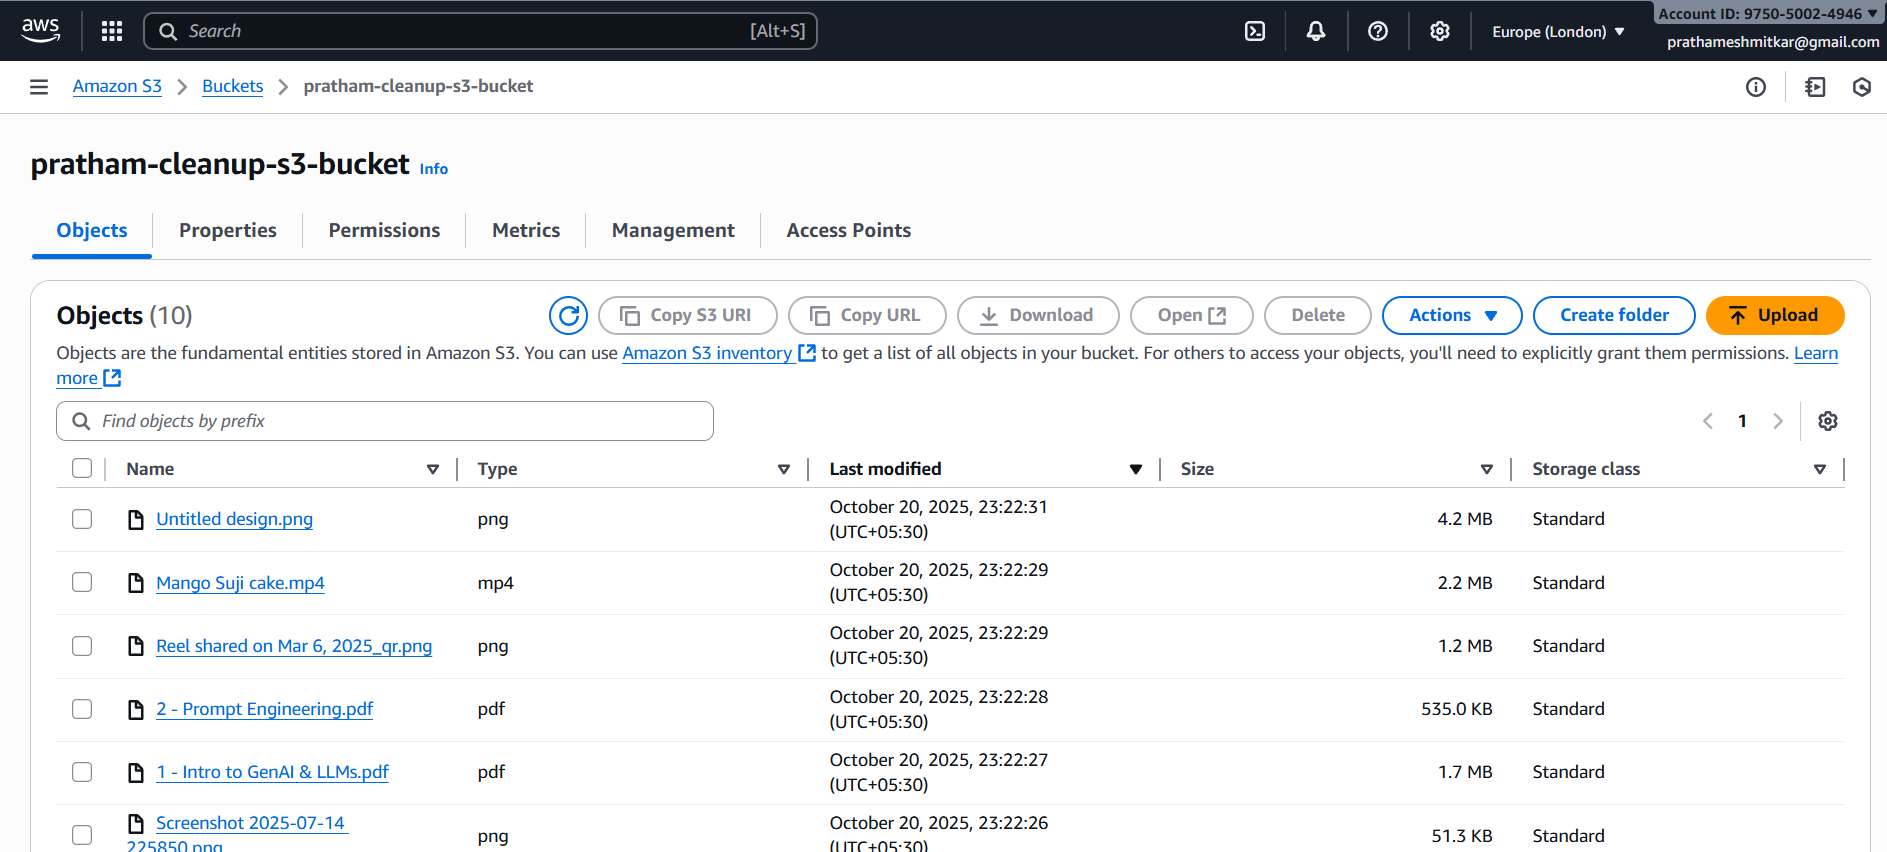 aws
Search
[Alt+S]
Europe (London)
Account ID: 9750-5002-4946
prathameshmitkar@gmail.com
Amazon S3
Buckets
pratham-cleanup-s3-bucket
pratham-cleanup-s3-bucket Info
Objects
Properties
Permissions
Metrics
Management
Access Points
Objects (10)
Copy S3 URI
Copy URL
Download
Open
Delete
Actions
Create folder
Upload
Objects are the fundamental entities stored in Amazon S3. You can use Amazon S3 inventory to get a list of all objects in your bucket. For others to access your objects, you'll need to explicitly grant them permissions. Learn
more
Find objects by prefix
1
Name Type Last modified Size Storage class
Untitled design.png png October 20, 2025, 23:22:31 4.2 MB Standard
(UTC+05:30)
Mango Suji cake.mp4 mp4 October 20, 2025, 23:22:29 2.2 MB Standard
(UTC+05:30)
Reel shared on Mar 6, 2025_qr.png png October 20, 2025, 23:22:29 1.2 MB Standard
(UTC+05:30)
2 - Prompt Engineering.pdf pdf October 20, 2025, 23:22:28 535.0 KB Standard
(UTC+05:30)
1 - Intro to GenAI & LLMs.pdf pdf October 20, 2025, 23:22:27 1.7 MB Standard
(UTC+05:30)
Screenshot 2025-07-14 png October 20, 2025, 23:22:26 51.3 KB Standard
225850.png (UTC+05:30)